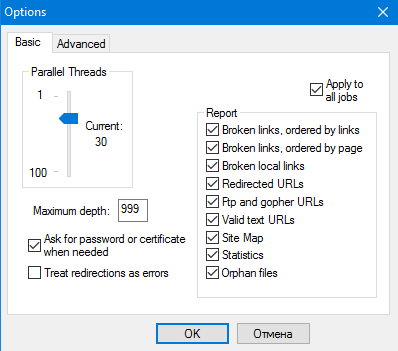 Options
Basic
Advanced
Parallel Threads
1
Current:
30
100
Maximum depth: 999
Ask for password or certificate
when needed
Treat redirections as errors
Apply to
all jobs
Report
Broken links, ordered by links
Broken links, ordered by page
Broken local links
Redirected URLs
Ftp and gopher URLs
Valid text URLs
Site Map
Statistics
Orphan files
OK
Отмена